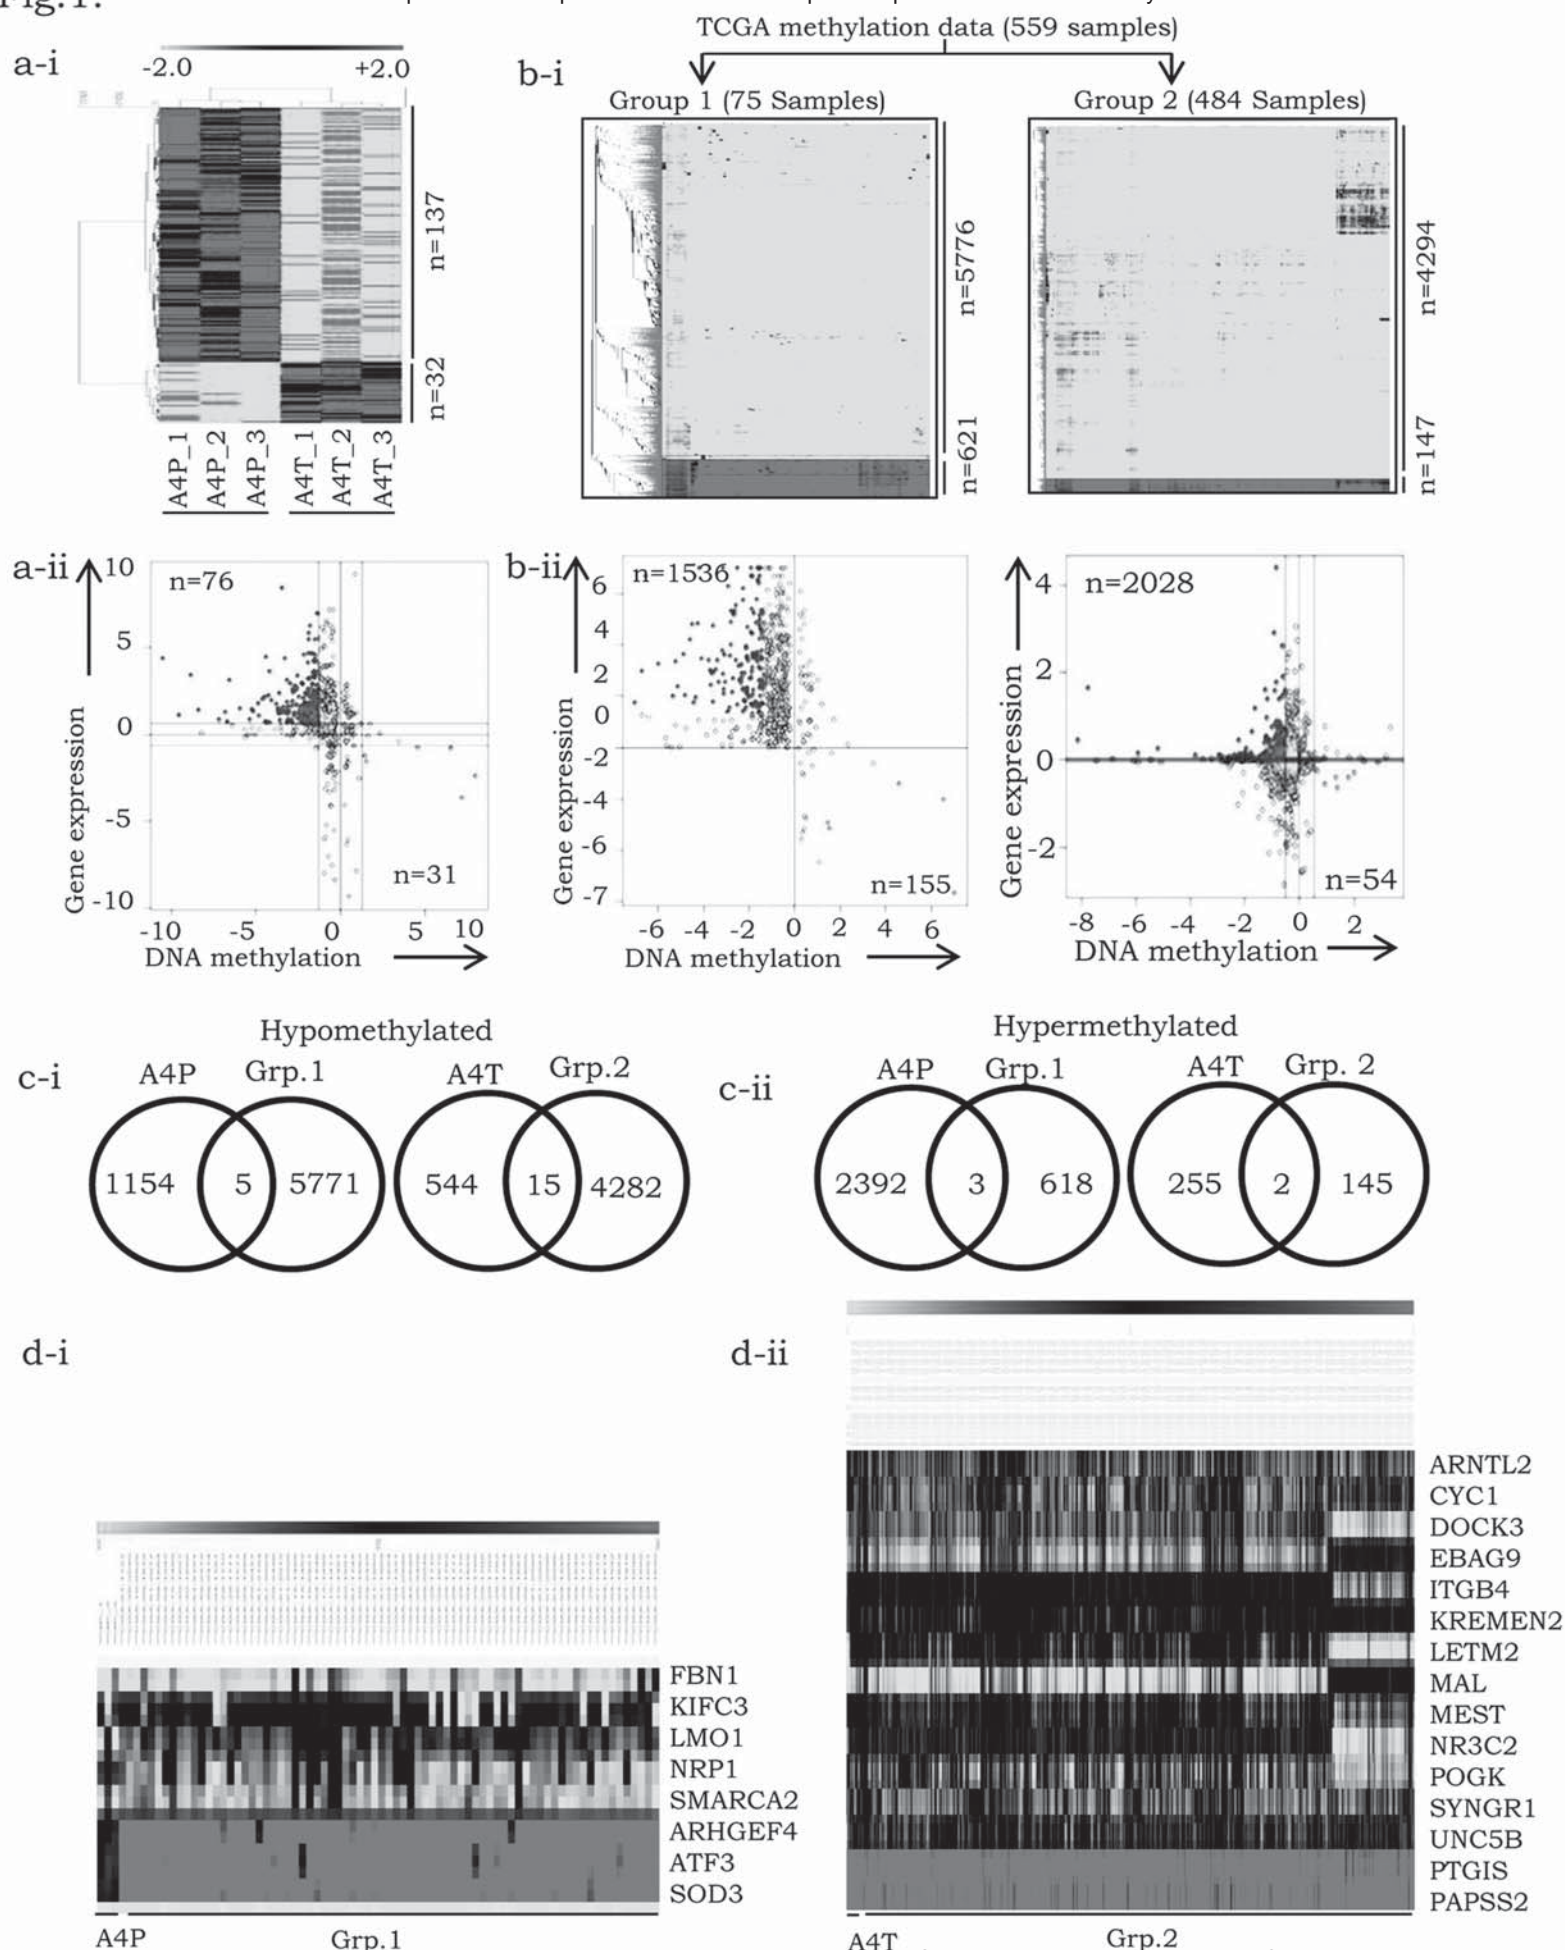 Fig.1.
a-i
-2.0 +2.0
n=137
n=32
A4P_1
A4P_2
A4P_3
A4T_1
A4T_2
A4T_3
TCGA methylation data (559 samples)
b-i
Group 1 (75 Samples)
n=5776
n=621
Group 2 (484 Samples)
n=4294
n=147
a-ii
10
5
0
-5
-10
Gene expression
n=76
n=31
-10 -5 0 5 10
DNA methylation
b-ii
6
4
2
0
-2
-4
-6
-7
Gene expression
n=1536
n=155
-6 -4 -2 0 2 4 6
DNA methylation
4
2
0
-2
Gene expression
n=2028
n=54
-8 -6 -4 -2 0 2
DNA methylation
Hypomethylated
c-i
A4P Grp.1 A4T Grp.2
1154 5 5771 544 15 4282
Hypermethylated
c-ii
A4P Grp.1 A4T Grp. 2
2392 3 618 255 2 145
d-i
FBN1
KIFC3
LMO1
NRP1
SMARCA2
ARHGEF4
ATF3
SOD3
A4P Grp.1
d-ii
ARNTL2
CYC1
DOCK3
EBAG9
ITGB4
KREMEN2
LETM2
MAL
MEST
NR3C2
POGK
SYNGR1
UNC5B
PTGIS
PAPSS2
A4T Grp.2